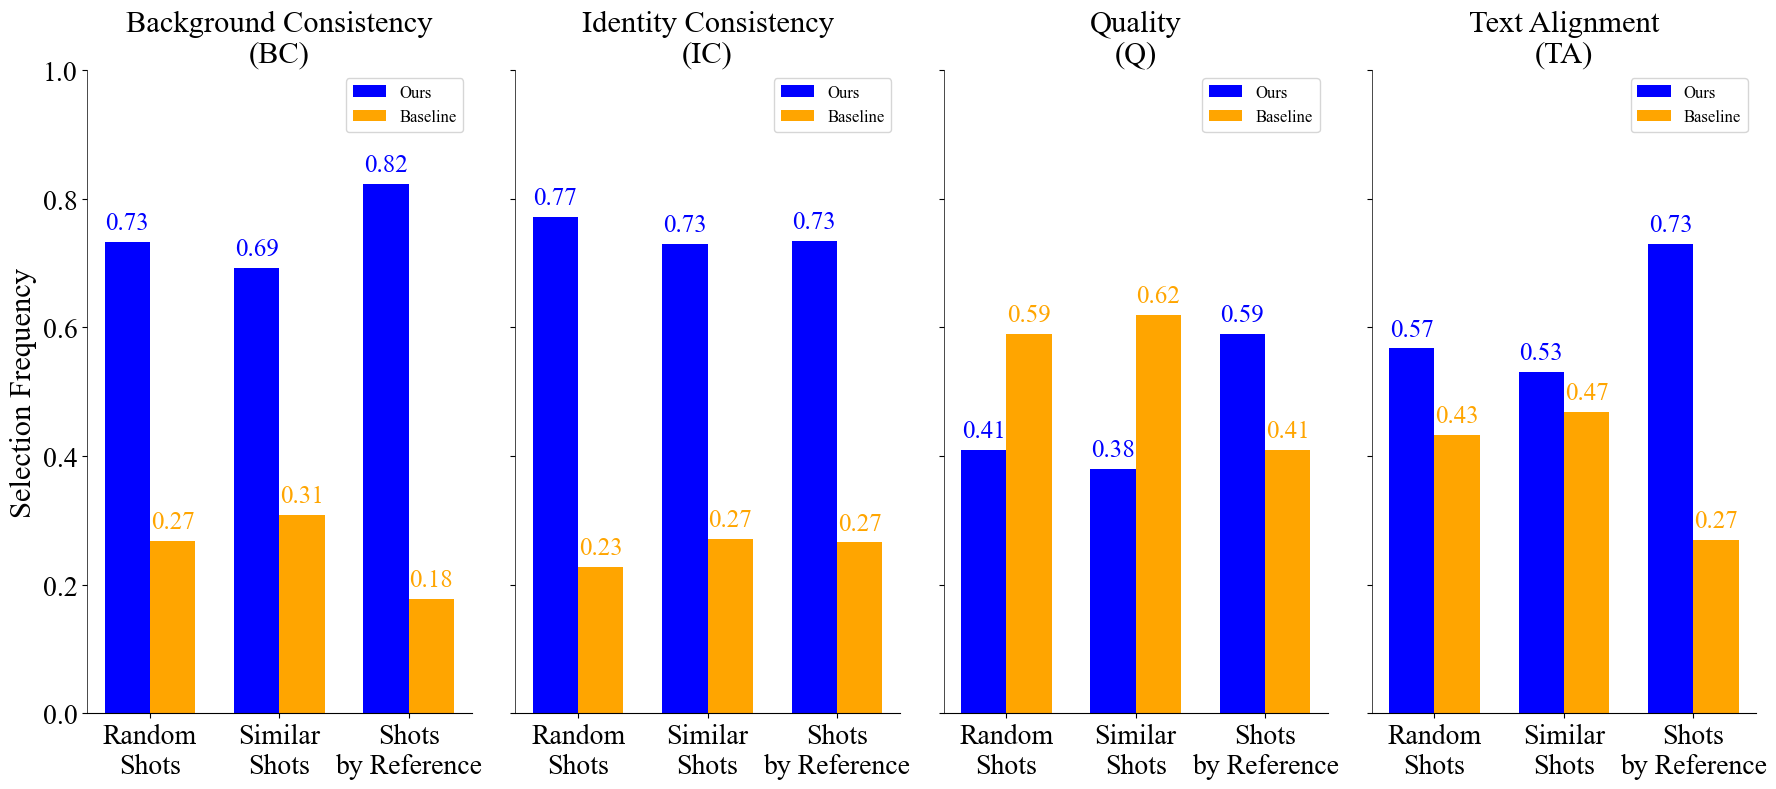 Background Consistency
(BC)
Identity Consistency
(IC)
Quality
(Q)
Text Alignment
(TA)
Selection Frequency
1.0
0.8
0.6
0.4
0.2
0.0
Ours
Baseline
0.73
0.27
0.69
0.31
0.82
0.18
Random
Shots
Similar
Shots
Shots
by Reference
Ours
Baseline
0.77
0.23
0.73
0.27
0.73
0.27
Random
Shots
Similar
Shots
Shots
by Reference
Ours
Baseline
0.41
0.59
0.38
0.62
0.59
0.41
Random
Shots
Similar
Shots
Shots
by Reference
Ours
Baseline
0.57
0.43
0.53
0.47
0.73
0.27
Random
Shots
Similar
Shots
Shots
by Reference